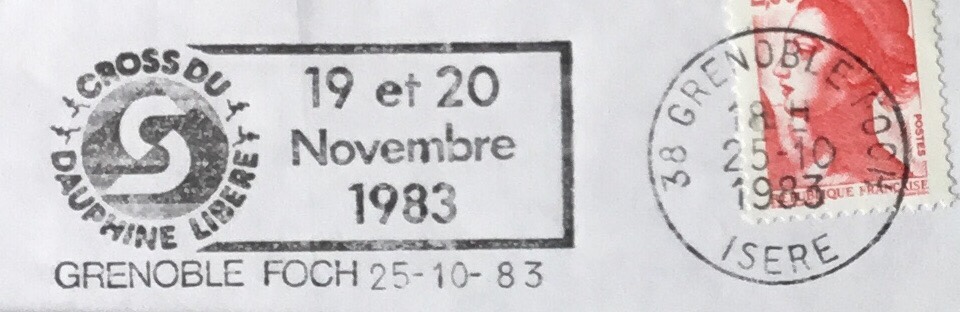 CROSS DU
DAUPHINE LIBERE
19 et 20
Novembre
1983
GRENOBLE FOCH 25-10-83
38 GRENOBLE FOCH
18 H
25-10
1983
ISERE
POSTES
REPUBLIQUE FRANÇAISE